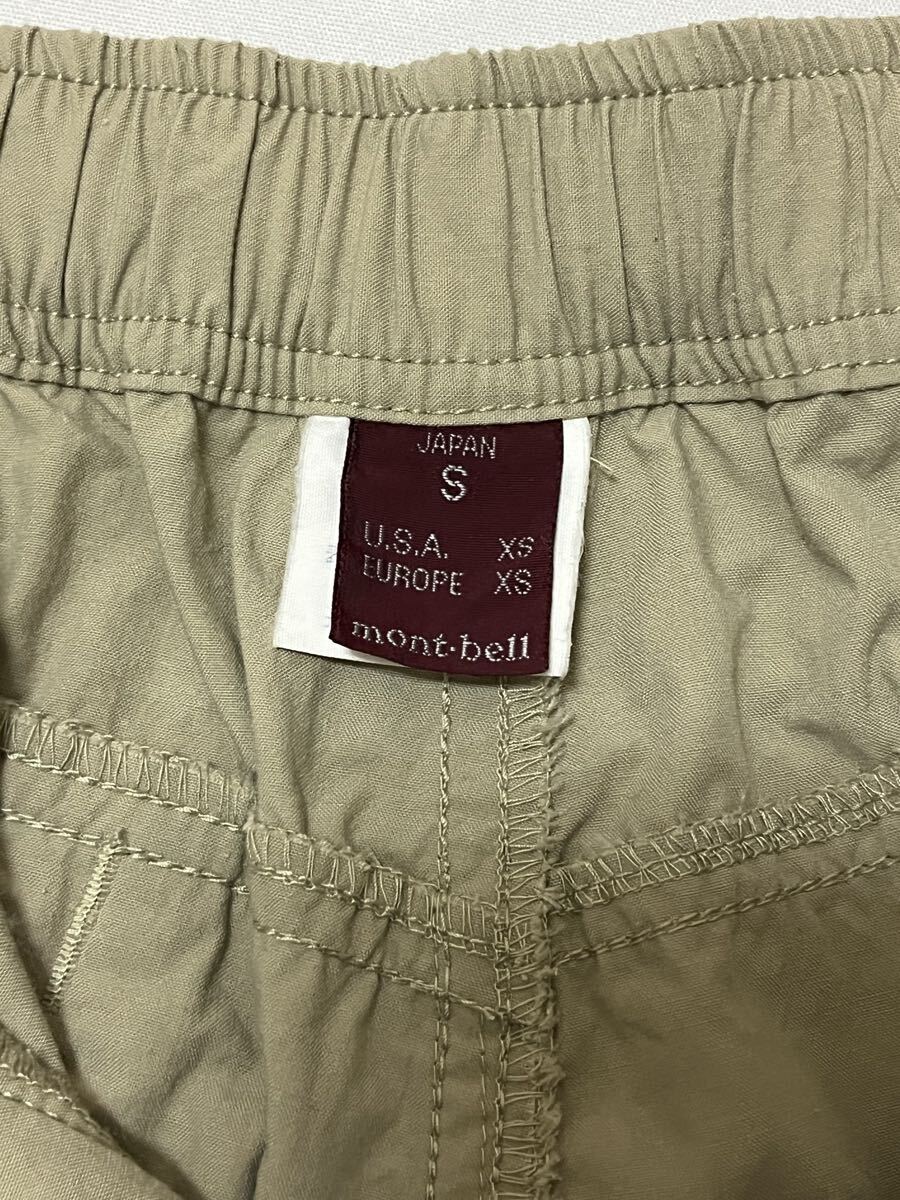 JAPAN
S
U.S.A. XS
EUROPE XS
mont·bell